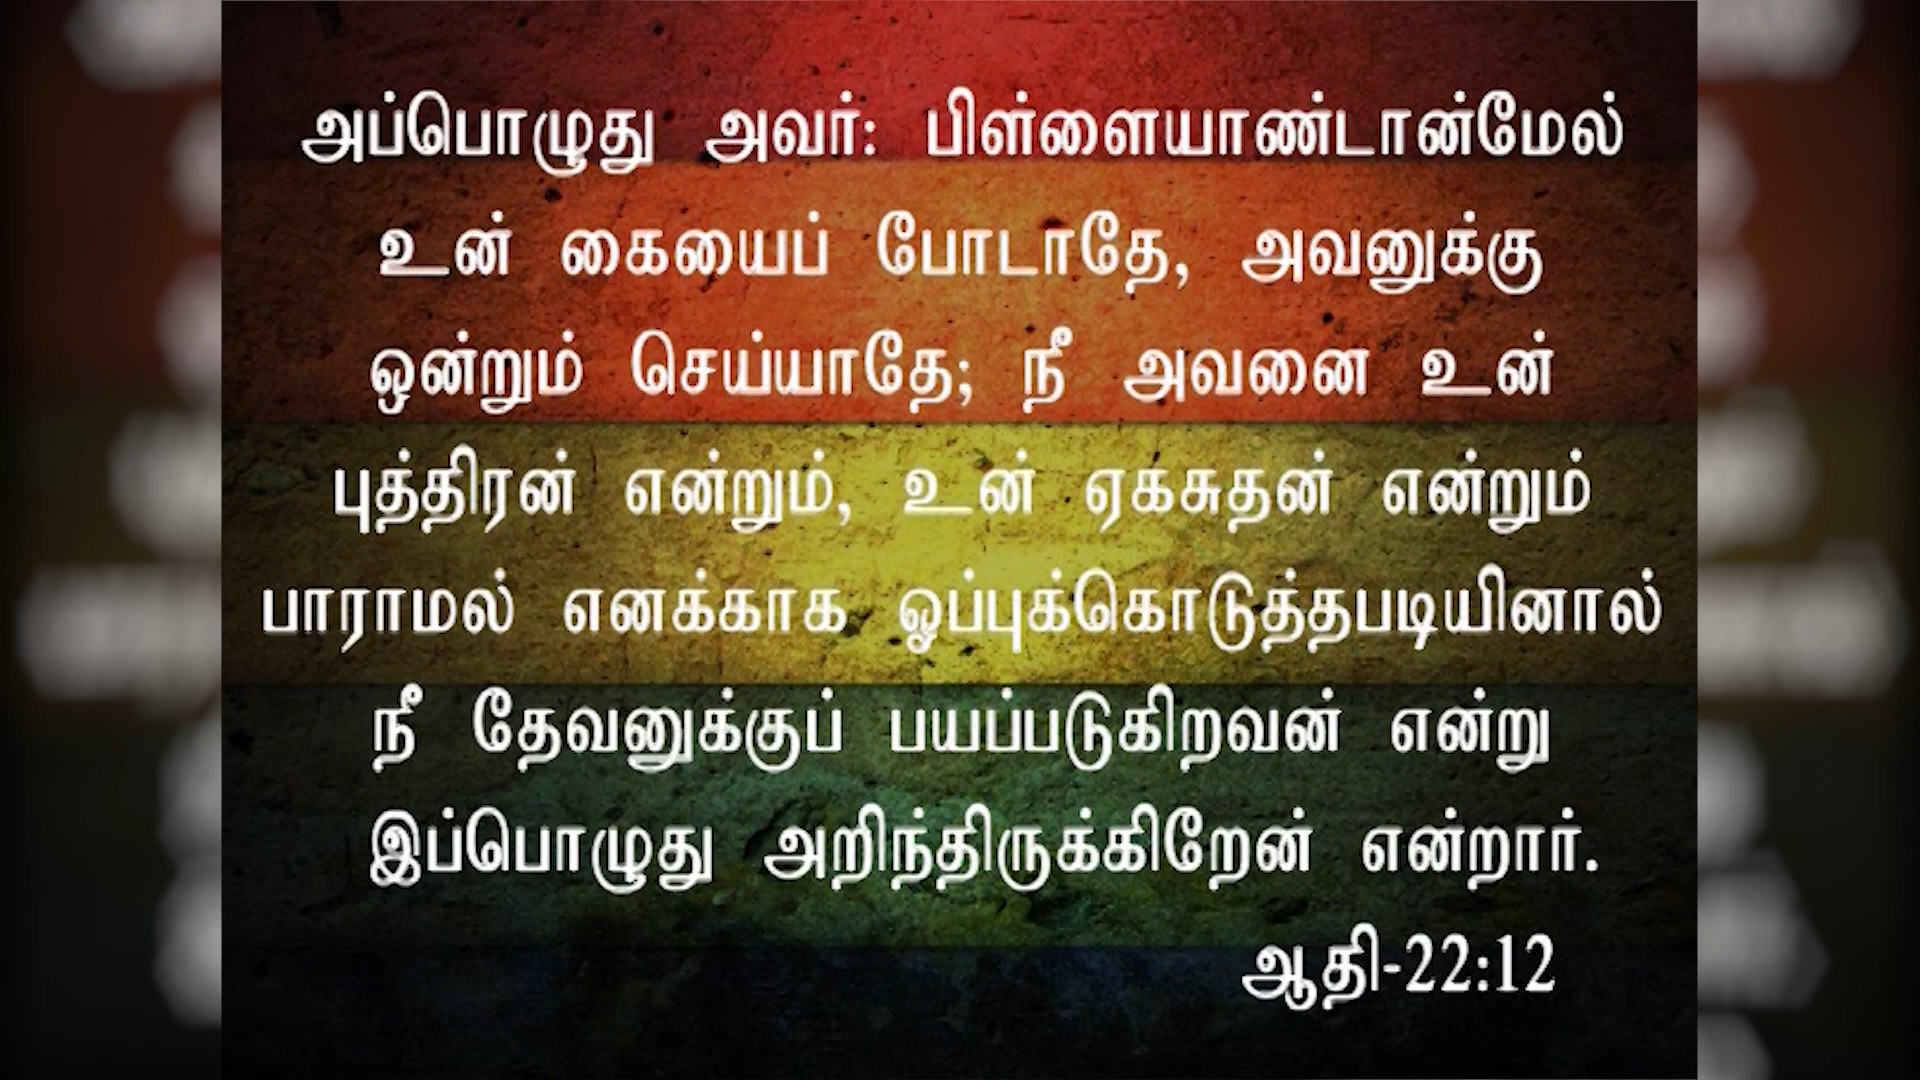 அப்பொழுது அவர்: பிள்ளையாண்டான்மேல்
உன் கையைப் போடாதே, அவனுக்கு
ஒன்றும் செய்யாதே; நீ அவனை உன்
புத்திரன் என்றும், உன் ஏகசுதன் என்றும்
பாராமல் எனக்காக ஓப்புக்கொடுத்தபடியினால்
நீ தேவனுக்குப் பயப்படுகிறவன் என்று
இப்பொழுது அறிந்திருக்கிறேன் என்றார்.
ஆதி-22:12